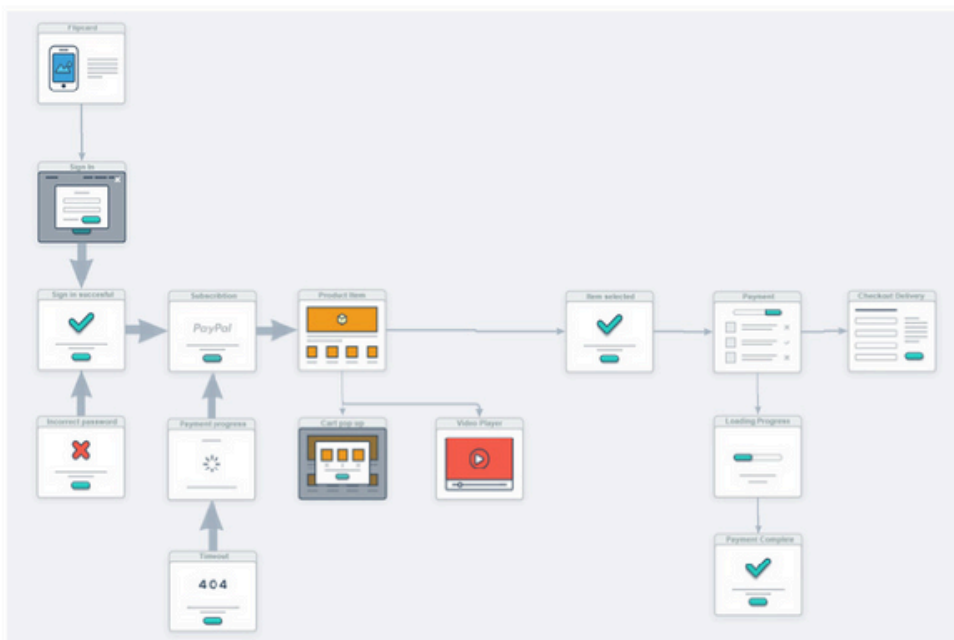 Flipcard
Sign in
Sign in succesful
Subscribtion
Product Item
Item selected
Payment
Checkout Delivery
PayPal
Incorrect password
Payment progress
Cart pop up
Video Player
Loading Progress
Timeout
404
Payment Complete